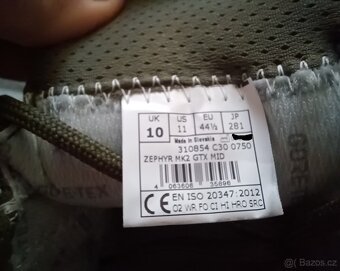 UK US EU JP
10 11 44½ 281
Made in Slovakia
310854 C30 0750
ZEPHYR MK2 GTX MID
4 063606 35898
CE EN ISO 20347:2012
O2 WR FO CI HI HRO SRC
Bazos.cz